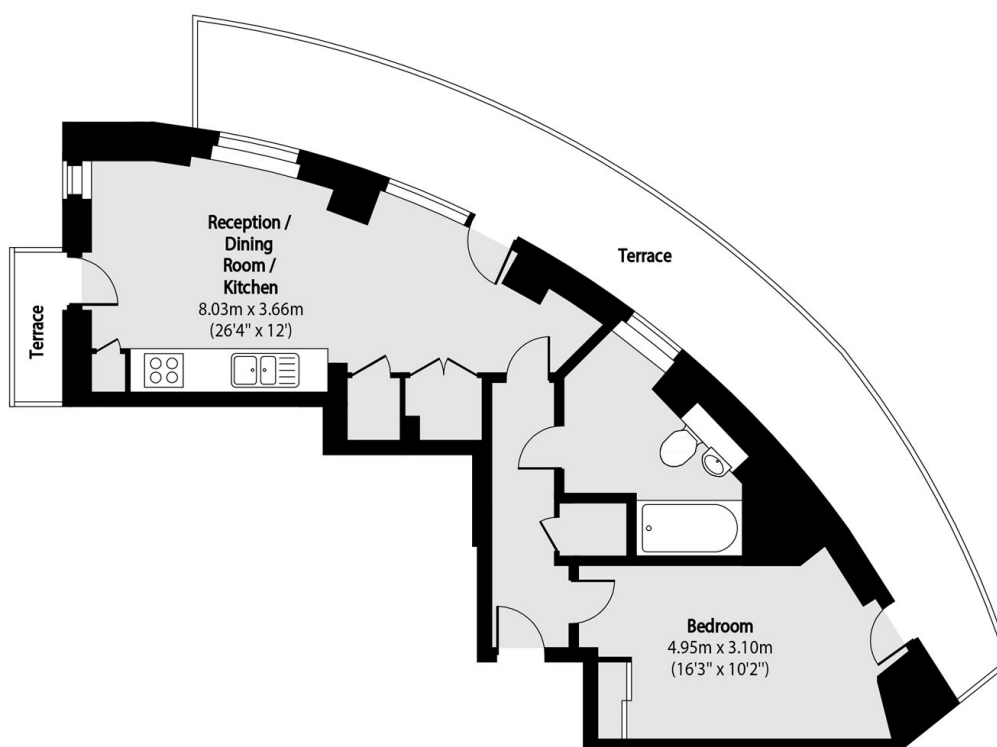 Reception /
Dining
Room /
Kitchen
8.03m x 3.66m
(26'4" x 12')
Terrace
Terrace
Bedroom
4.95m x 3.10m
(16'3" x 10'2")